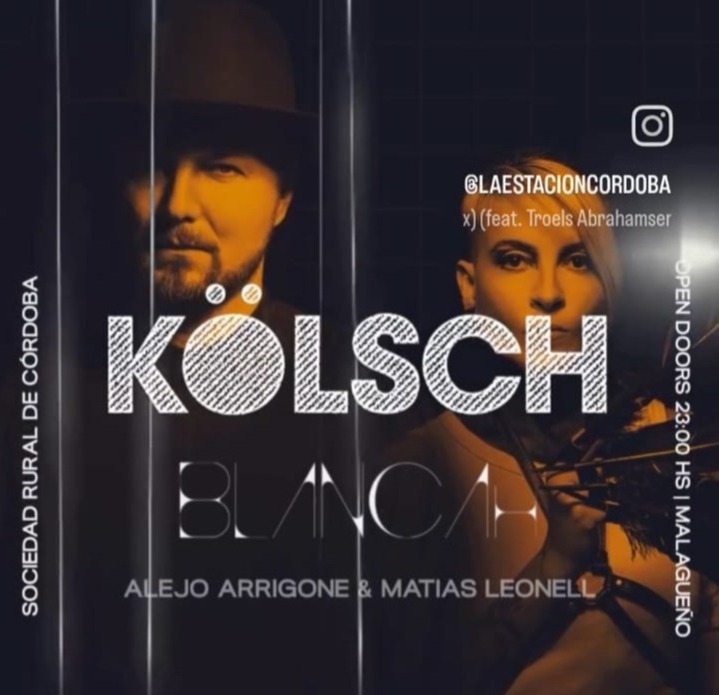 @LAESTACIONCORDOBA
x) (feat. Troels Abrahamser
KÖLSCH
BLANCAH
ALEJO ARRIGONE & MATIAS LEONELL
SOCIEDAD RURAL DE CÓRDOBA
OPEN DOORS 23:00 HS | MALAGUEÑO